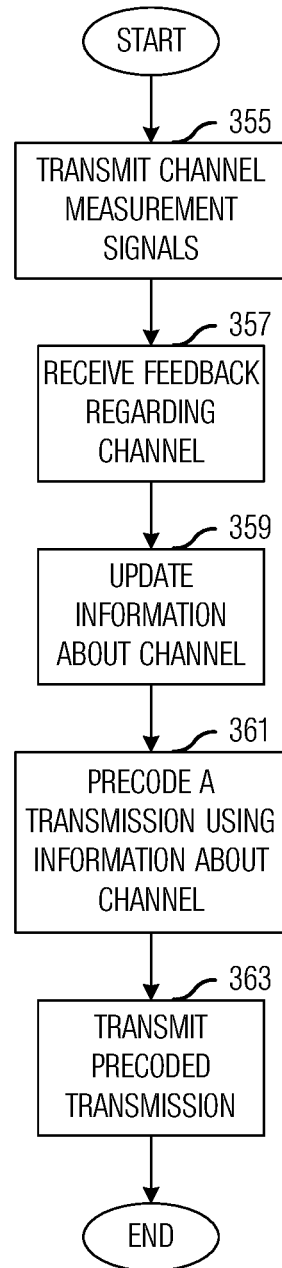 START
355
TRANSMIT CHANNEL
MEASUREMENT
SIGNALS
357
RECEIVE FEEDBACK
REGARDING
CHANNEL
359
UPDATE
INFORMATION
ABOUT CHANNEL
361
PRECODE A
TRANSMISSION USING
INFORMATION ABOUT
CHANNEL
363
TRANSMIT
PRECODED
TRANSMISSION
END